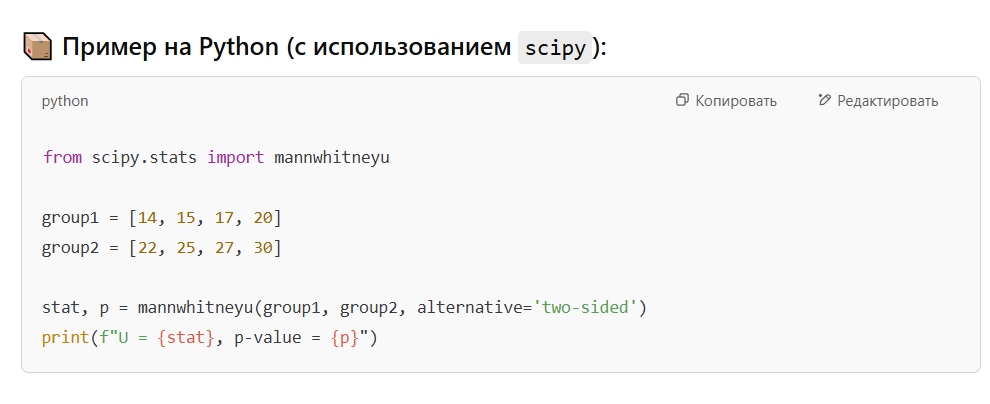 Пример на Python (с использованием scipy):
python
Копировать
Редактировать
from scipy.stats import mannwhitneyu
group1 = [14, 15, 17, 20]
group2 = [22, 25, 27, 30]
stat, p = mannwhitneyu(group1, group2, alternative='two-sided')
print(f"U = {stat}, p-value = {p}")